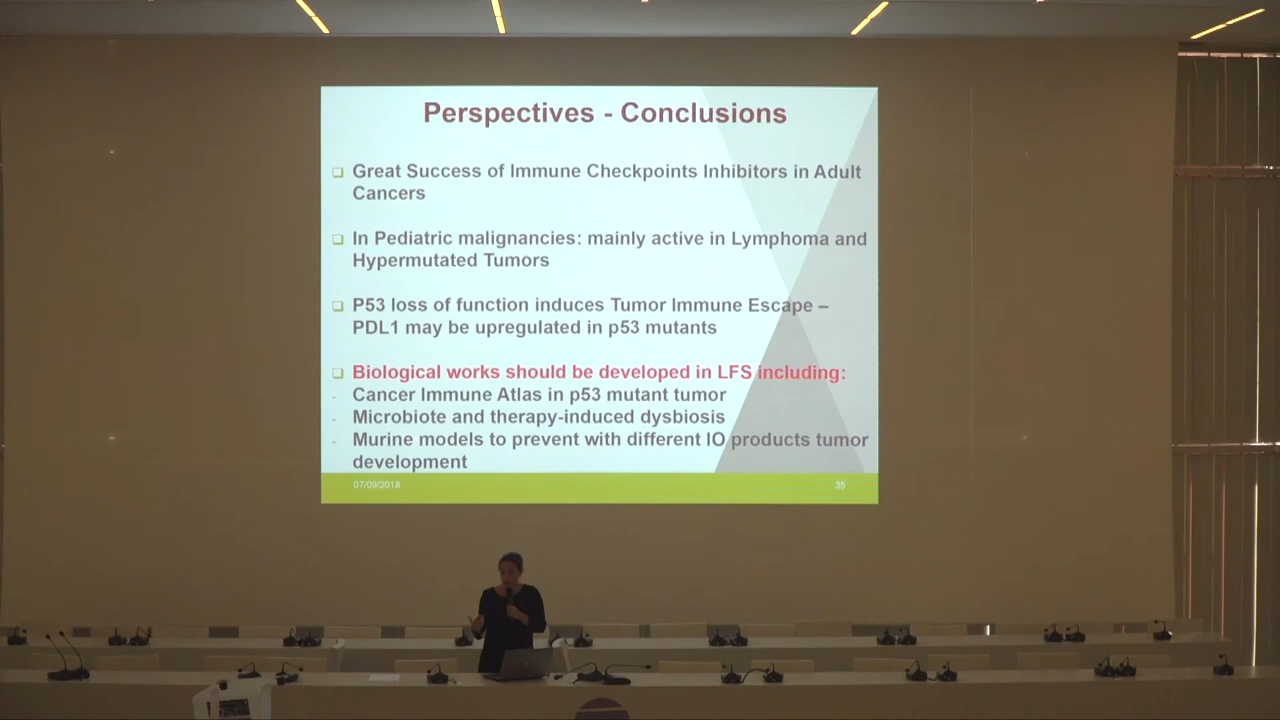 Perspectives - Conclusions
Great Success of Immune Checkpoints Inhibitors in Adult
Cancers
In Pediatric malignancies: mainly active in Lymphoma and
Hypermutated Tumors
P53 loss of function induces Tumor Immune Escape –
PDL1 may be upregulated in p53 mutants
Biological works should be developed in LFS including:
- Cancer Immune Atlas in p53 mutant tumor
- Microbiote and therapy-induced dysbiosis
- Murine models to prevent with different IO products tumor
development
07/09/2018
35